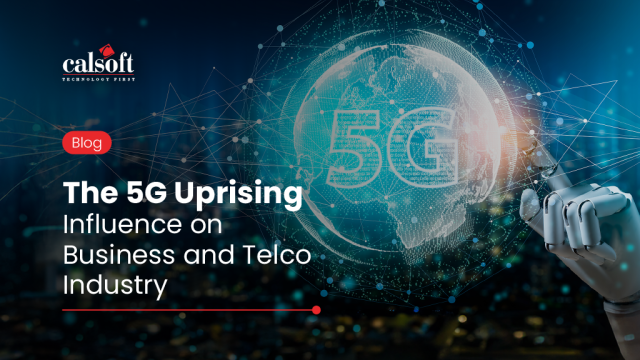 calsoft
TECHNOLOGY FIRST
5G
Blog
The 5G Uprising
Influence on
Business and Telco
Industry